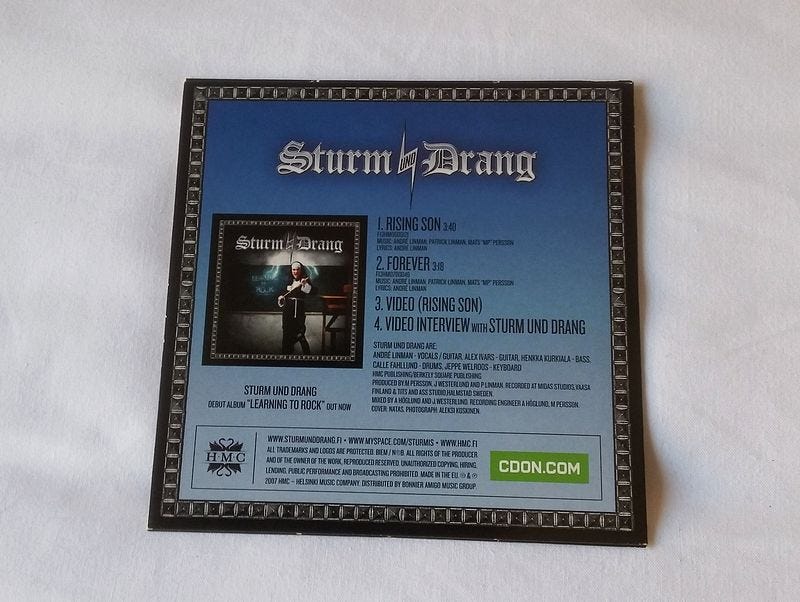 Sturm UND Drang
1. RISING SON 3:40
MUSIC: ANDRÉ LINMAN, PATRICK LINMAN, MATS "MP" PERSSON
LYRICS: ANDRÉ LINMAN
2. FOREVER 3:18
MUSIC: ANDRÉ LINMAN, PATRICK LINMAN, MATS "MP" PERSSON
LYRICS: ANDRÉ LINMAN
3. VIDEO (RISING SON)
4. VIDEO INTERVIEW WITH STURM UND DRANG
Sturm Drang
STURM UND DRANG
DEBUT ALBUM "LEARNING TO ROCK" OUT NOW
STURM UND DRANG ARE:
ANDRÉ LINMAN - VOCALS / GUITAR, ALEX IVARS - GUITAR, HENKKA KURKIALA - BASS,
CALLE FAHLLUND - DRUMS, JEPPE WELROOS - KEYBOARD
HMC PUBLISHING/BERKELY SQUARE PUBLISHING
PRODUCED BY M PERSSON, J WESTERLUND AND P LINMAN. RECORDED AT MIDAS STUDIOS, VAASA
FINLAND & TITS AND ASS STUDIO, HALMSTAD SWEDEN.
MIXED BY A HÖGLUND AND J WESTERLUND. RECORDING ENGINEER A HÖGLUND, M PERSSON.
COVER: NATAS. PHOTOGRAPH: ALEKSI KOSKINEN.
HMC
WWW.STURMUNDDRANG.FI • WWW.MYSPACE.COM/STURMIS • WWW.HMC.FI
ALL TRADEMARKS AND LOGOS ARE PROTECTED. BIEM / N©B. ALL RIGHTS OF THE PRODUCER
AND OF THE OWNER OF THE WORK, REPRODUCED RESERVED. UNAUTHORIZED COPYING, HIRING,
LENDING, PUBLIC PERFORMANCE AND BROADCASTING PROHIBITED. MADE IN THE EU. © & ℗
2007 HMC – HELSINKI MUSIC COMPANY. DISTRIBUTED BY BONNIER AMIGO MUSIC GROUP.
CDON.COM